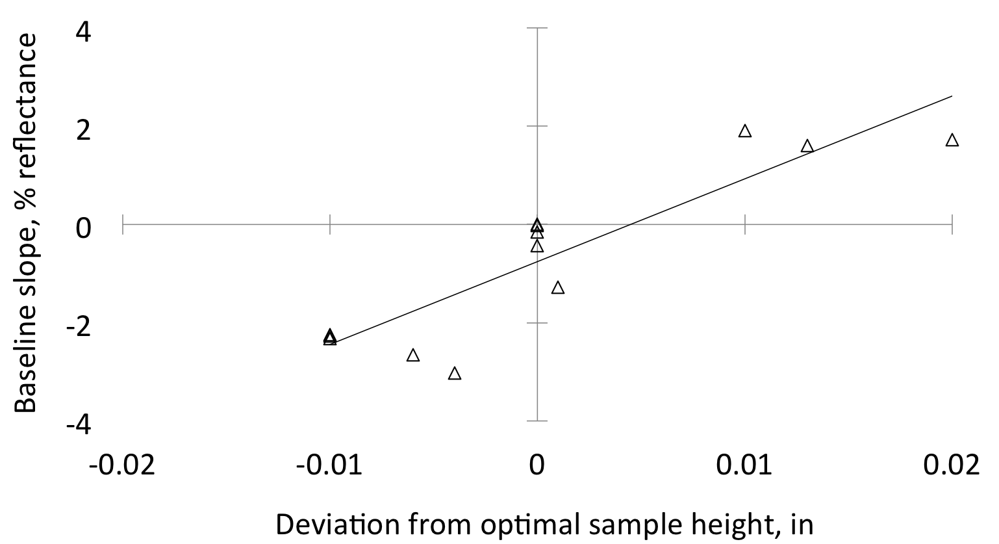 Baseline slope, % reflectance
4
2
0
-2
-4
-0.02 -0.01 0 0.01 0.02
Deviation from optimal sample height, in